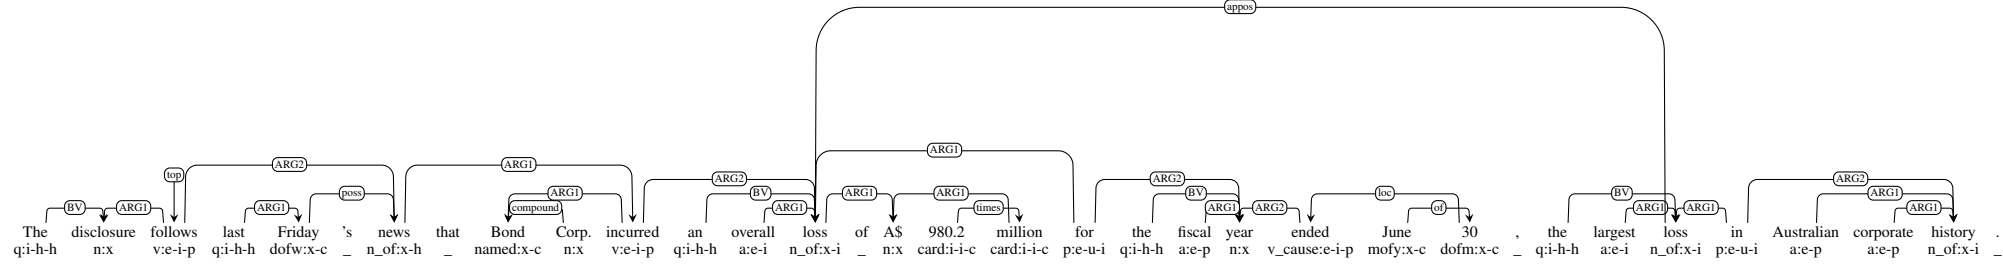 appos
ARG1
ARG2 ARG1 top ARG2 ARG2 ARG2
poss ARG1 BV ARG1 ARG1 BV loc BV ARG1
BV ARG1 ARG1 compound ARG1 times ARG1 ARG2 of ARG1 ARG1 ARG1
The disclosure follows last Friday 's news that Bond Corp. incurred an overall loss of A$ 980.2 million for the fiscal year ended June 30 , the largest loss in Australian corporate history .
q:i-h-h n:x v:e-i-p q:i-h-h dofw:x-c _ n_of:x-h _ named:x-c n:x v:e-i-p q:i-h-h a:e-i n_of:x-i _ n:x card:i-i-c card:i-i-c p:e-u-i q:i-h-h a:e-p n:x v_cause:e-i-p mofy:x-c dofm:x-c _ q:i-h-h a:e-i n_of:x-i p:e-u-i a:e-p a:e-p n_of:x-i _